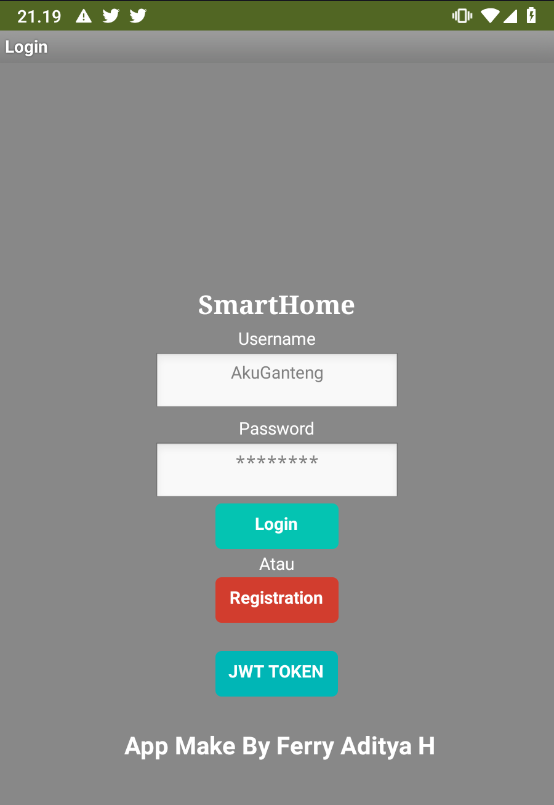 21.19
Login
SmartHome
Username
AkuGanteng
Password
********
Login
Atau
Registration
JWT TOKEN
App Make By Ferry Aditya H